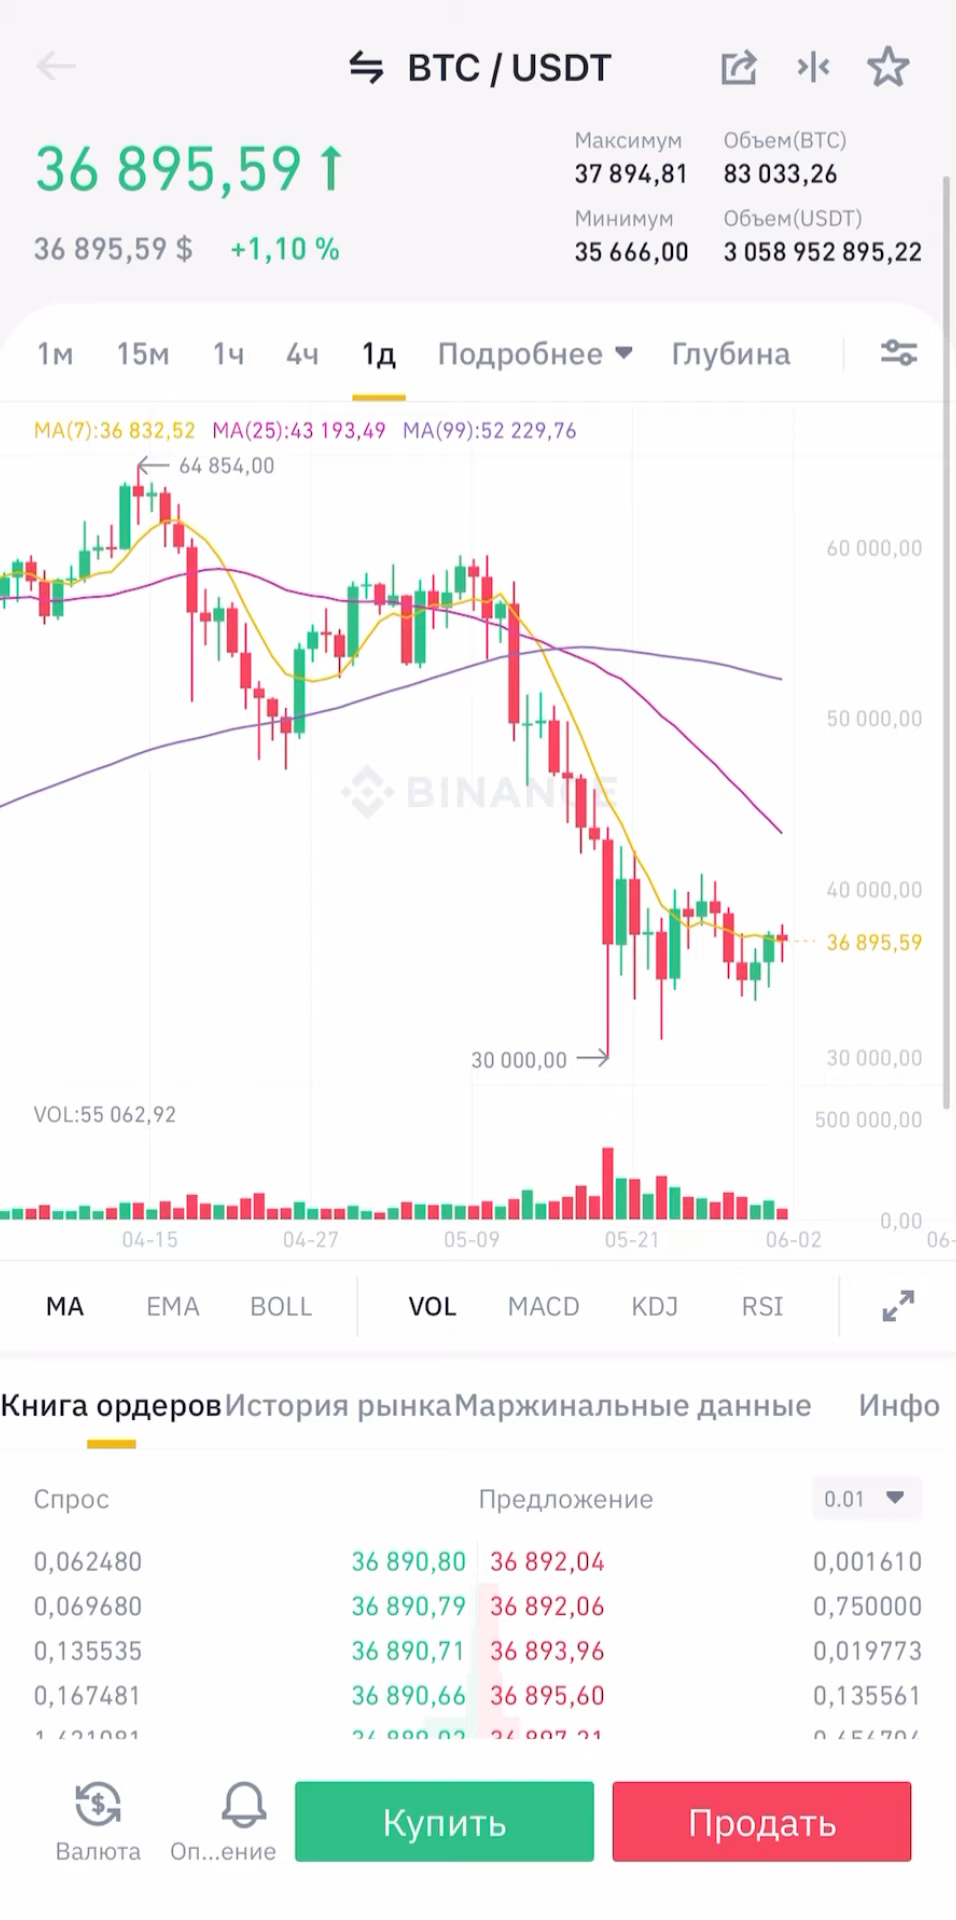 BTC / USDT
36 895,59
36 895,59 $ +1,10 %
Максимум Объем(BTC)
37 894,81 83 033,26
Минимум Объем(USDT)
35 666,00 3 058 952 895,22
1м 15м 1ч 4ч 1д Подробнее Глубина
MA(7):36 832,52 MA(25):43 193,49 MA(99):52 229,76
64 854,00
60 000,00
50 000,00
BINANCE
40 000,00
36 895,59
30 000,00 30 000,00
VOL:55 062,92 500 000,00
0,00
04-15 04-27 05-09 05-21 06-02 06-
MA EMA BOLL VOL MACD KDJ RSI
Книга ордеров История рынка Маржинальные данные Инфо
Спрос Предложение 0.01
0,062480 36 890,80 36 892,04 0,001610
0,069680 36 890,79 36 892,06 0,750000
0,135535 36 890,71 36 893,96 0,019773
0,167481 36 890,66 36 895,60 0,135561
Валюта Оп...ение Купить Продать